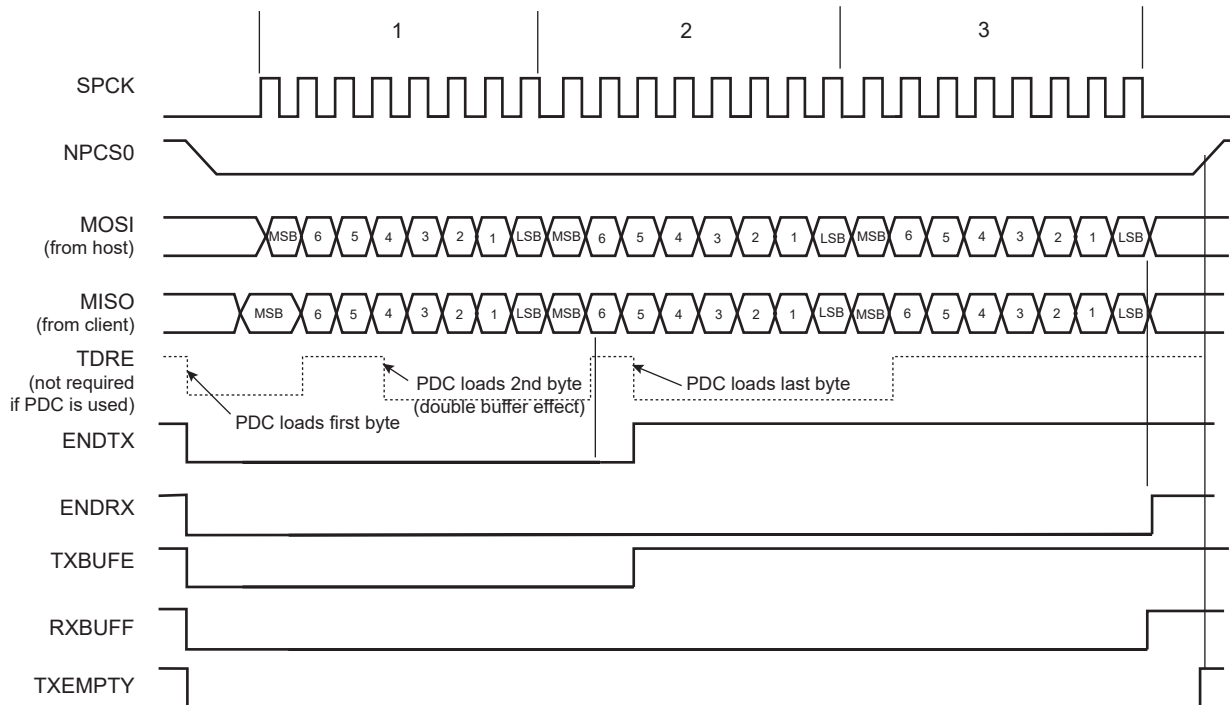 1 2 3
SPCK
NPCS0
MOSI
(from host)
MSB 6 5 4 3 2 1 LSB MSB 6 5 4 3 2 1 LSB MSB 6 5 4 3 2 1 LSB
MISO
(from client)
MSB 6 5 4 3 2 1 LSB MSB 6 5 4 3 2 1 LSB MSB 6 5 4 3 2 1 LSB
TDRE
(not required
if PDC is used)
PDC loads first byte
PDC loads 2nd byte
(double buffer effect)
PDC loads last byte
ENDTX
ENDRX
TXBUFE
RXBUFF
TXEMPTY